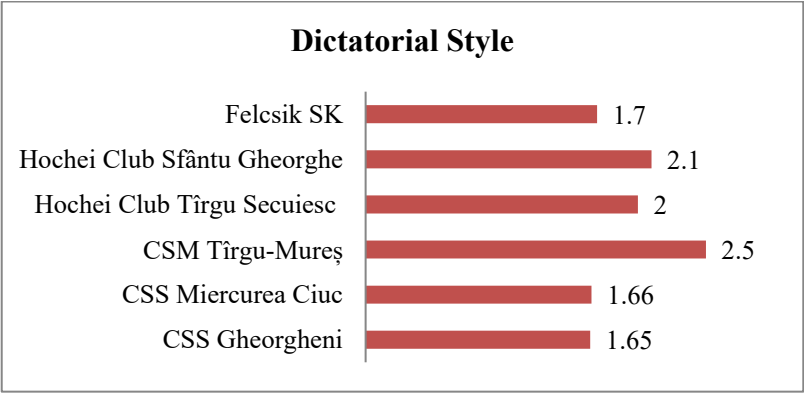 Dictatorial Style
Felcsik SK 1.7
Hochei Club Sfântu Gheorghe 2.1
Hochei Club Tîrgu Secuiesc 2
CSM Tîrgu-Mureș 2.5
CSS Miercurea Ciuc 1.66
CSS Gheorgheni 1.65